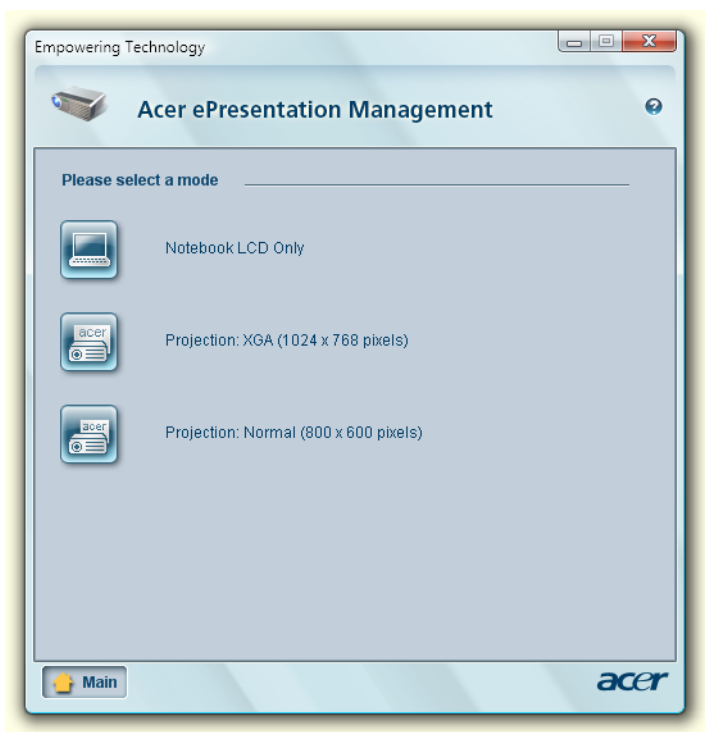 Empowering Technology
Acer ePresentation Management
Please select a mode
Notebook LCD Only
acer
Projection: XGA (1024 x 768 pixels)
acer
Projection: Normal (800 x 600 pixels)
Main
acer